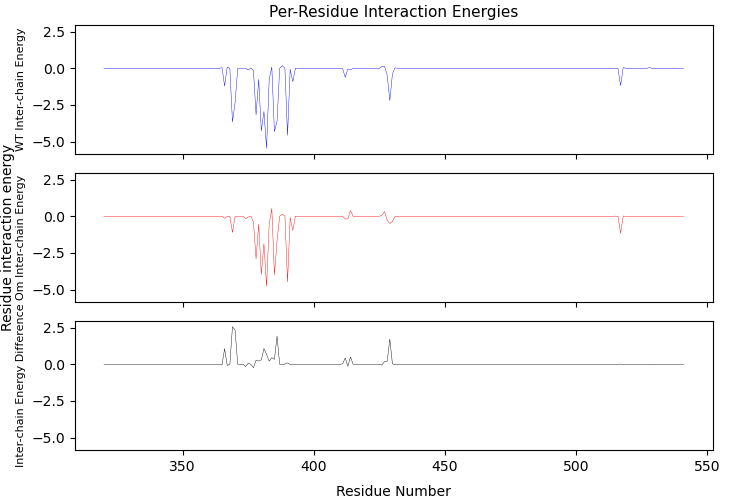 Per-Residue Interaction Energies
Residue interaction energy
WT Inter-chain Energy
2.5
0.0
−2.5
−5.0
Om Inter-chain Energy
2.5
0.0
−2.5
−5.0
Inter-chain Energy Difference
2.5
0.0
−2.5
−5.0
350
400
450
500
550
Residue Number